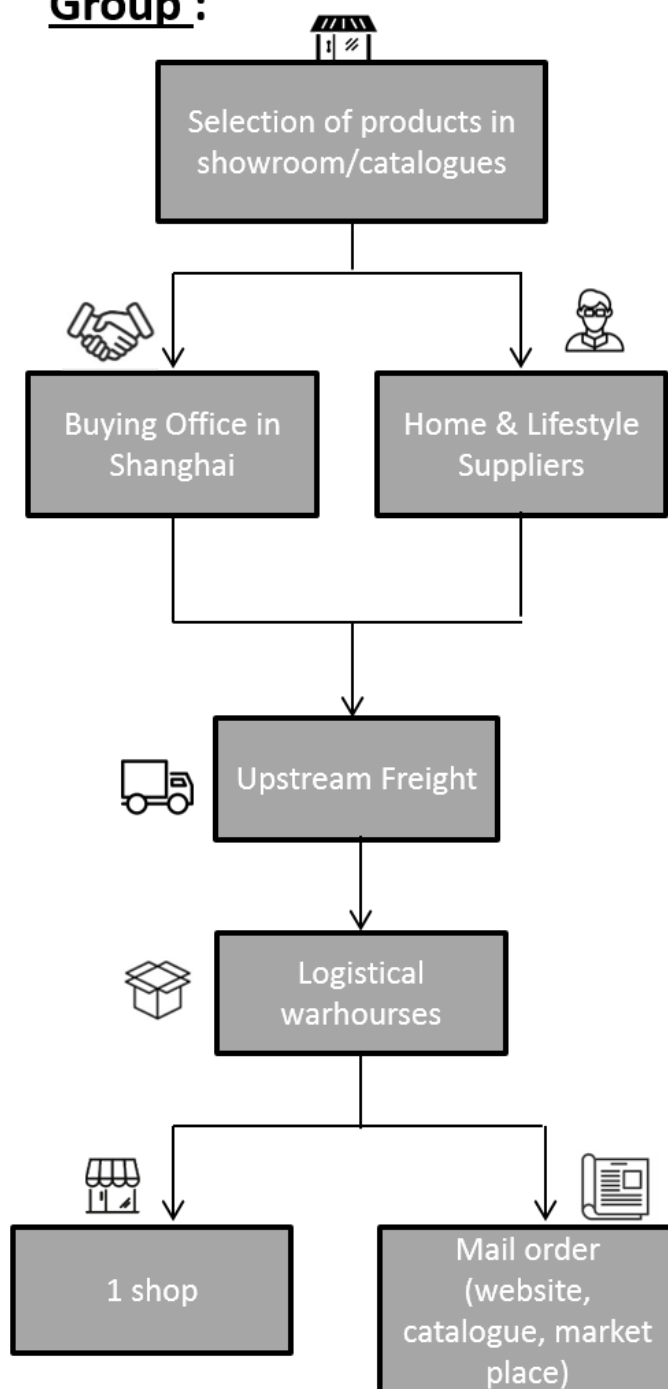 Group :
Selection of products in
showroom/catalogues
Buying Office in
Shanghai
Home & Lifestyle
Suppliers
Upstream Freight
Logistical
warhourses
1 shop
Mail order
(website,
catalogue, market
place)